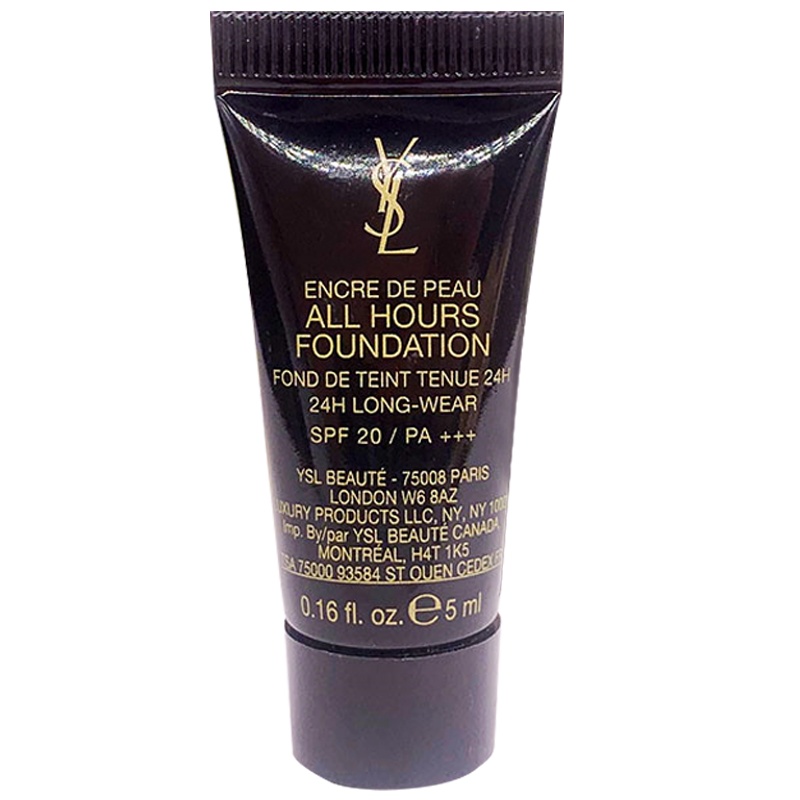 YSL
ENCRE DE PEAU
ALL HOURS
FOUNDATION
FOND DE TEINT TENUE 24H
24H LONG-WEAR
SPF 20 / PA +++
YSL BEAUTÉ - 75008 PARIS
LONDON W6 8AZ
PRODUCTS LLC, NY, NY
Imp. By/par YSL BEAUTÉ CANADA,
MONTRÉAL, H4T 1K5
75000 93584 ST OUEN CEDEX
0.16 fl. oz. ℮ 5 ml